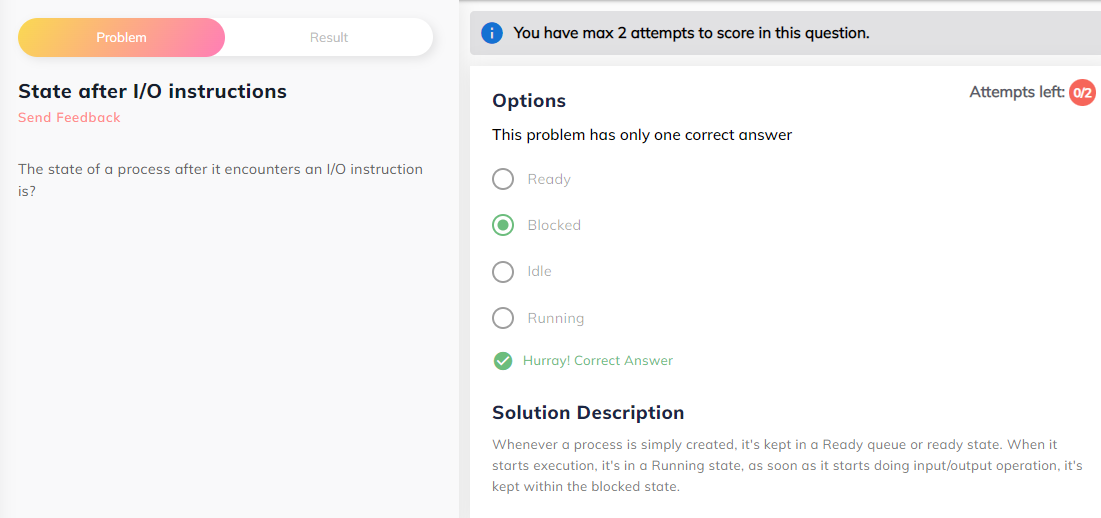 Problem
Result
State after I/O instructions
Send Feedback
The state of a process after it encounters an I/O instruction
is?
You have max 2 attempts to score in this question.
Attempts left: 0/2
Options
This problem has only one correct answer
Ready
Blocked
Idle
Running
Hurray! Correct Answer
Solution Description
Whenever a process is simply created, it's kept in a Ready queue or ready state. When it
starts execution, it's in a Running state, as soon as it starts doing input/output operation, it's
kept within the blocked state.